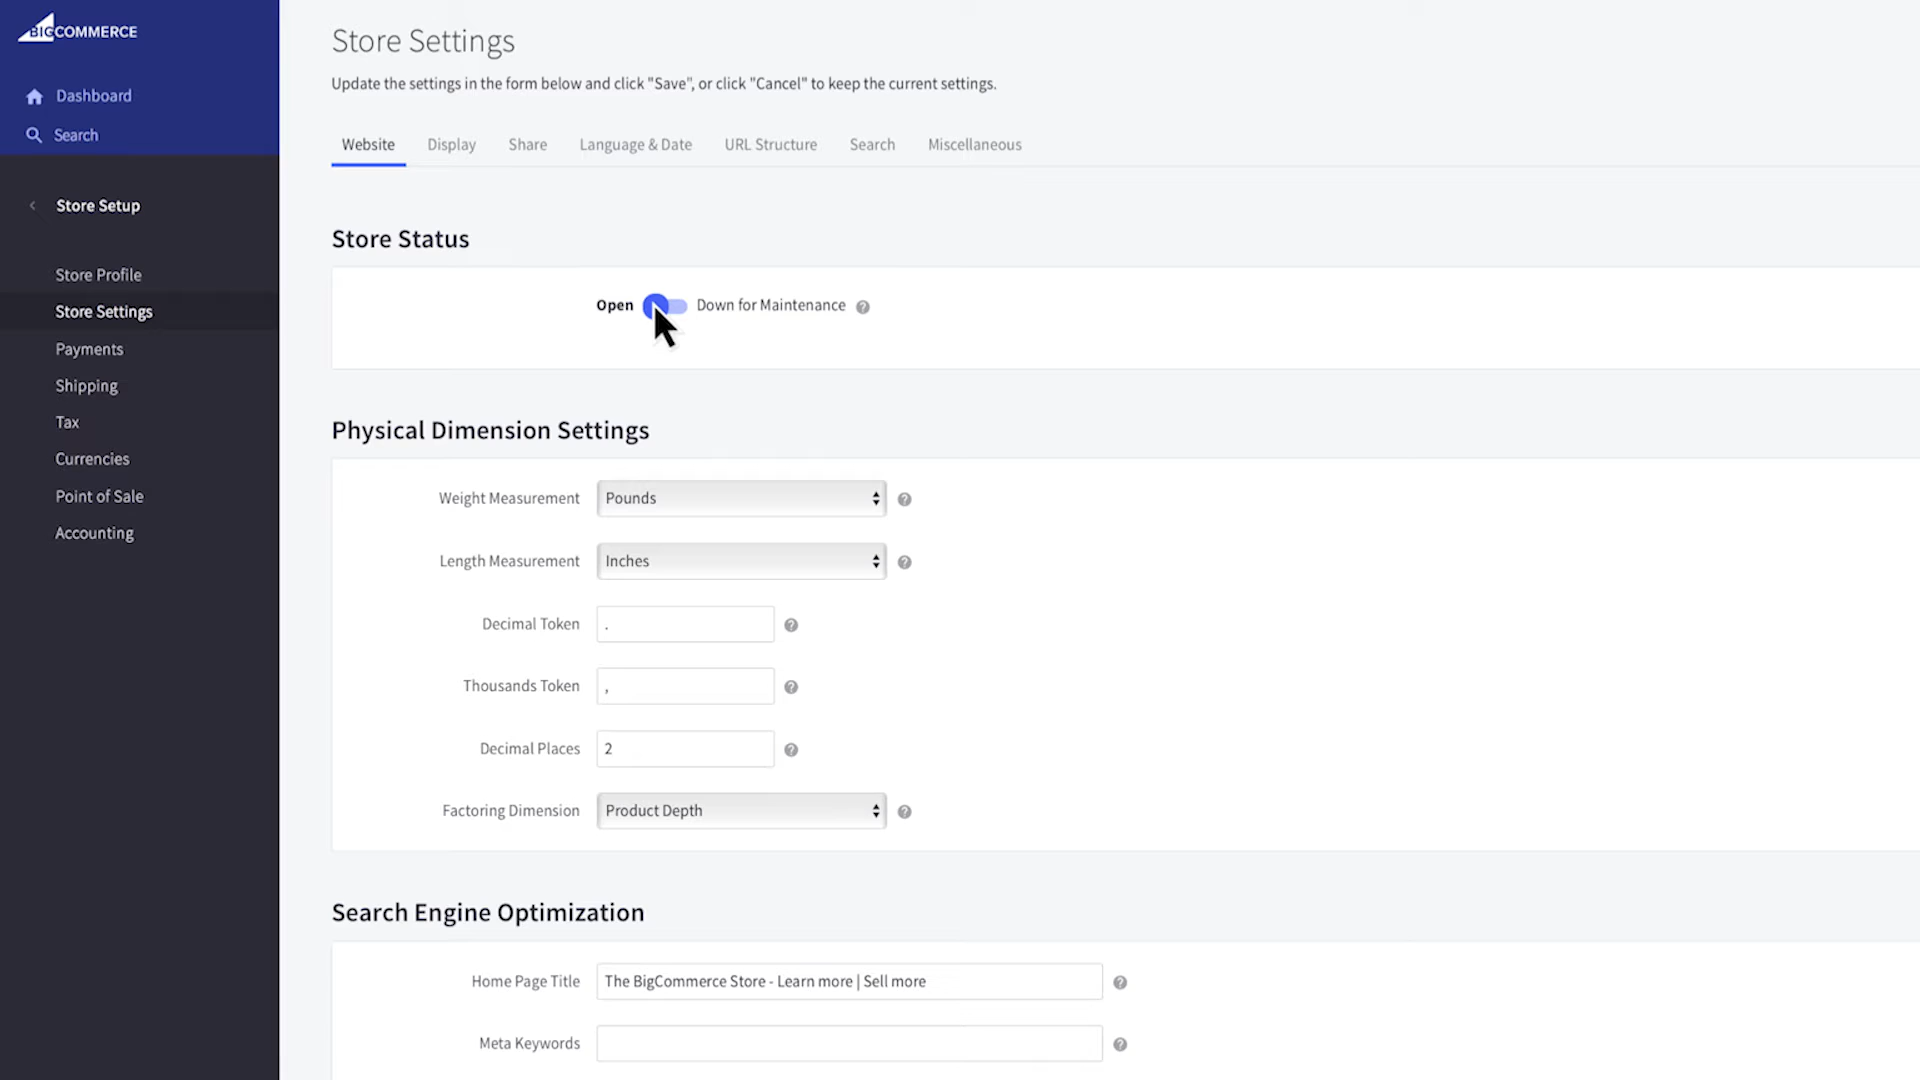 BIGCOMMERCE
Dashboard
Search
Store Setup
Store Profile
Store Settings
Payments
Shipping
Tax
Currencies
Point of Sale
Accounting
Store Settings
Update the settings in the form below and click "Save", or click "Cancel" to keep the current settings.
Website Display Share Language & Date URL Structure Search Miscellaneous
Store Status
Open Down for Maintenance ?
Physical Dimension Settings
Weight Measurement Pounds ?
Length Measurement Inches ?
Decimal Token . ?
Thousands Token , ?
Decimal Places 2 ?
Factoring Dimension Product Depth ?
Search Engine Optimization
Home Page Title The BigCommerce Store - Learn more | Sell more ?
Meta Keywords ?